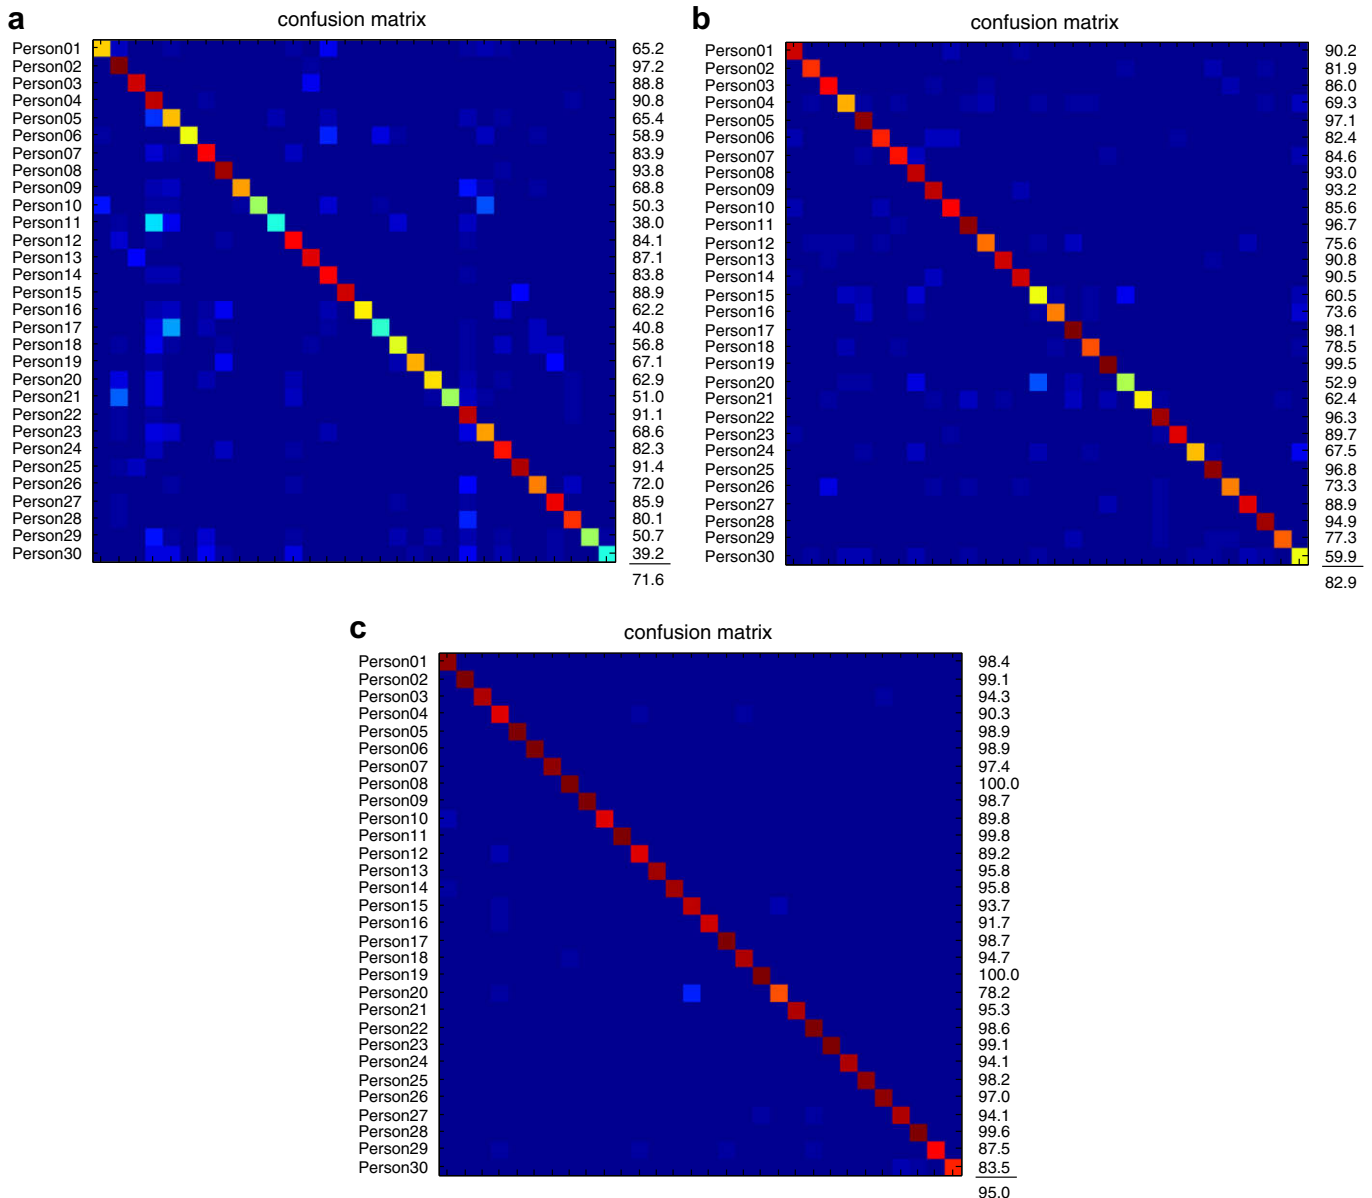 a
confusion matrix
Person01 65.2
Person02 97.2
Person03 88.8
Person04 90.8
Person05 65.4
Person06 58.9
Person07 83.9
Person08 93.8
Person09 68.8
Person10 50.3
Person11 38.0
Person12 84.1
Person13 87.1
Person14 83.8
Person15 88.9
Person16 62.2
Person17 40.8
Person18 56.8
Person19 67.1
Person20 62.9
Person21 51.0
Person22 91.1
Person23 68.6
Person24 82.3
Person25 91.4
Person26 72.0
Person27 85.9
Person28 80.1
Person29 50.7
Person30 39.2
71.6
b
confusion matrix
Person01 90.2
Person02 81.9
Person03 86.0
Person04 69.3
Person05 97.1
Person06 82.4
Person07 84.6
Person08 93.0
Person09 93.2
Person10 85.6
Person11 96.7
Person12 75.6
Person13 90.8
Person14 90.5
Person15 60.5
Person16 73.6
Person17 98.1
Person18 78.5
Person19 99.5
Person20 52.9
Person21 62.4
Person22 96.3
Person23 89.7
Person24 67.5
Person25 96.8
Person26 73.3
Person27 88.9
Person28 94.9
Person29 77.3
Person30 59.9
82.9
c
confusion matrix
Person01 98.4
Person02 99.1
Person03 94.3
Person04 90.3
Person05 98.9
Person06 98.9
Person07 97.4
Person08 100.0
Person09 98.7
Person10 89.8
Person11 99.8
Person12 89.2
Person13 95.8
Person14 95.8
Person15 93.7
Person16 91.7
Person17 98.7
Person18 94.7
Person19 100.0
Person20 78.2
Person21 95.3
Person22 98.6
Person23 99.1
Person24 94.1
Person25 98.2
Person26 97.0
Person27 94.1
Person28 99.6
Person29 87.5
Person30 83.5
95.0